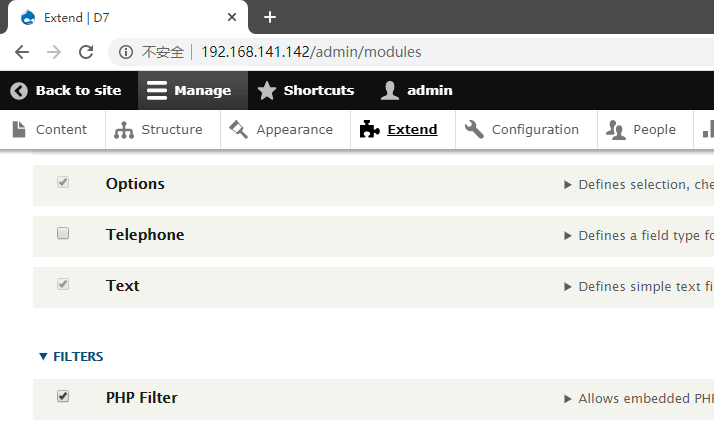 Extend | D7
不安全 192.168.141.142/admin/modules
Back to site Manage Shortcuts admin
Content Structure Appearance Extend Configuration People
Options Defines selection, che
Telephone Defines a field type fo
Text Defines simple text fi
FILTERS
PHP Filter Allows embedded PHP